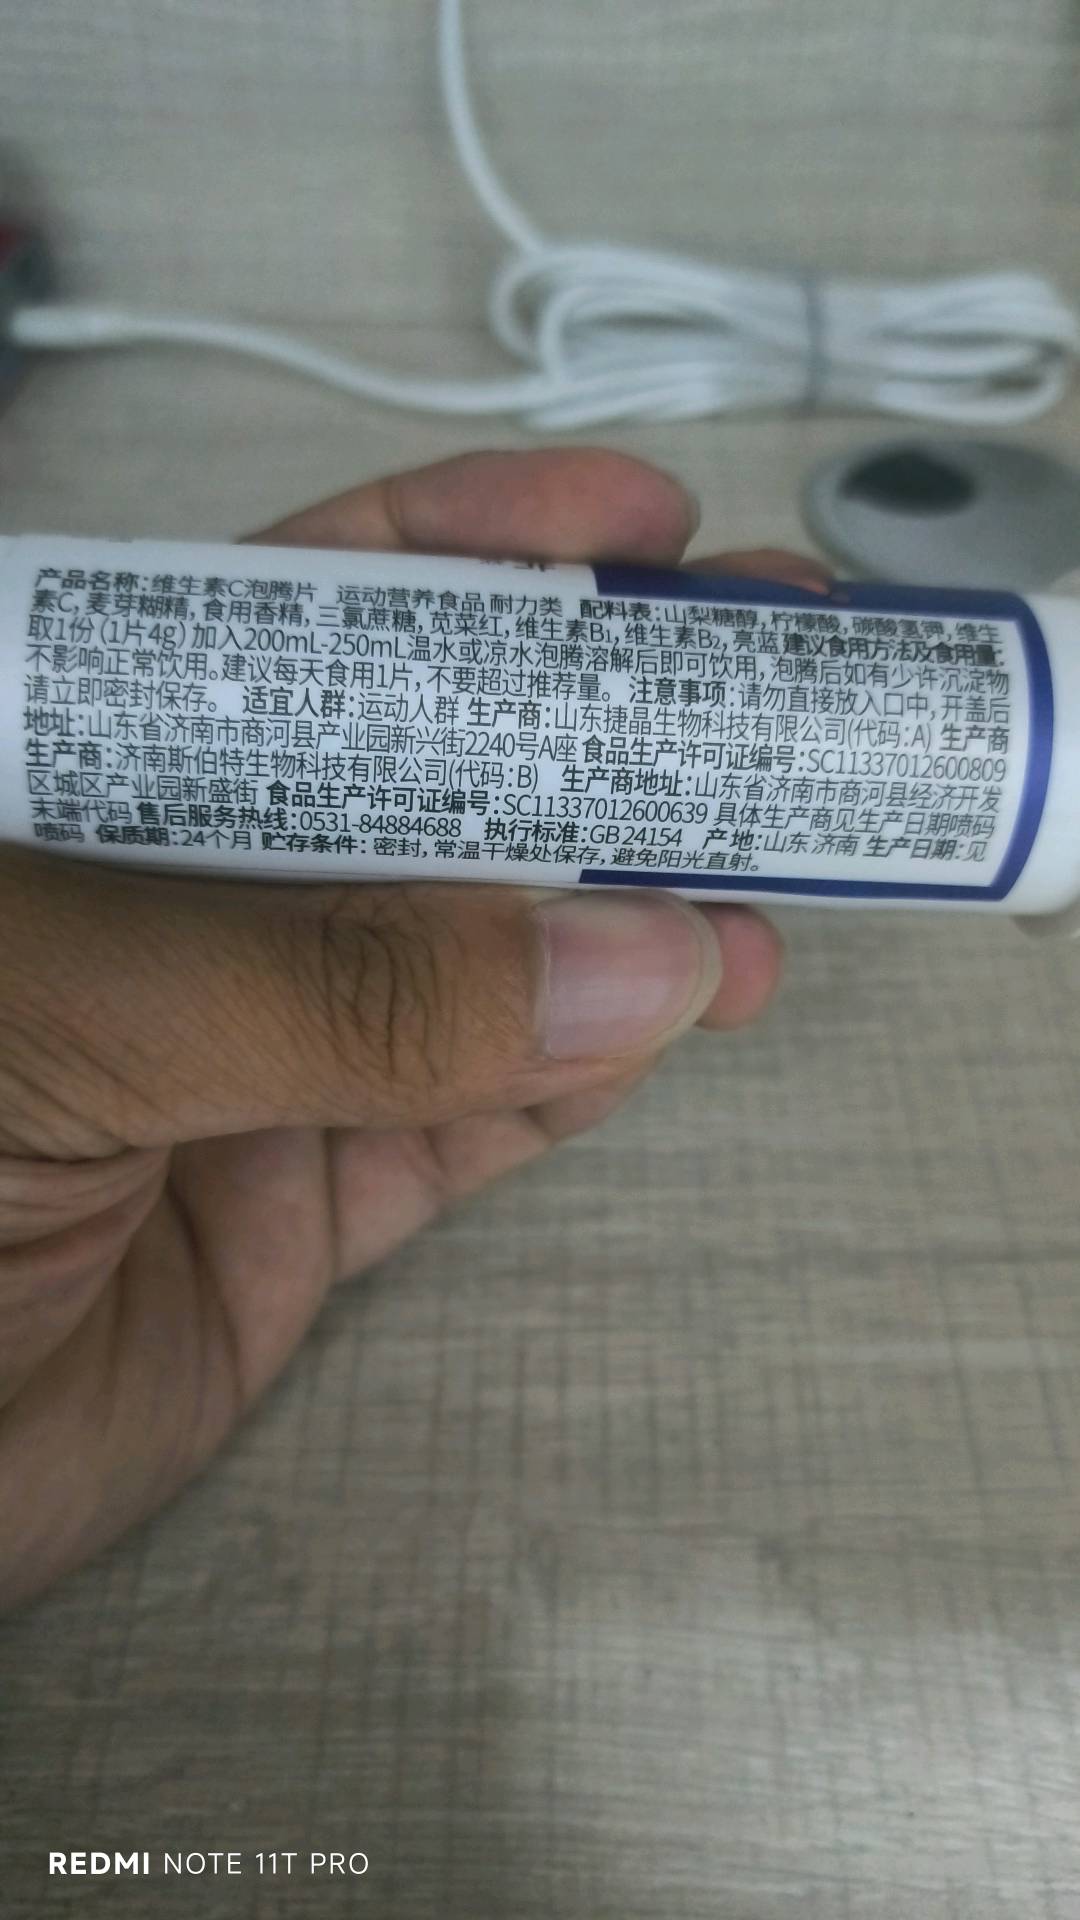 产品名称:维生素C泡腾片 运动营养食品 耐力类 配料表:山梨糖醇,柠檬酸,碳酸氢钾,维生
素C,麦芽糊精,食用香精,三氯蔗糖,苋菜红,维生素B₁,维生素B₂,亮蓝 建议食用方法及食用量:
取1份(1片4g)加入200mL-250mL温水或凉水泡腾溶解后即可饮用,泡腾后如有少许沉淀物
不影响正常饮用。建议每天食用1片,不要超过推荐量。 注意事项:请勿直接放入口中,开盖后
请立即密封保存。 适宜人群:运动人群 生产商:山东捷晶生物科技有限公司(代码:A) 生产商
地址:山东省济南市商河县产业园新兴街2240号A座 食品生产许可证编号:SC11337012600809
生产商:济南斯伯特生物科技有限公司(代码:B) 生产商地址:山东省济南市商河县经济开发
区城区产业园新盛街 食品生产许可证编号:SC11337012600639 具体生产商见生产日期喷码
末端代码 售后服务热线:0531-84884688 执行标准:GB 24154 产地:山东 济南 生产日期:见
喷码 保质期:24个月 贮存条件:密封,常温干燥处保存,避免阳光直射。
REDMI NOTE 11T PRO